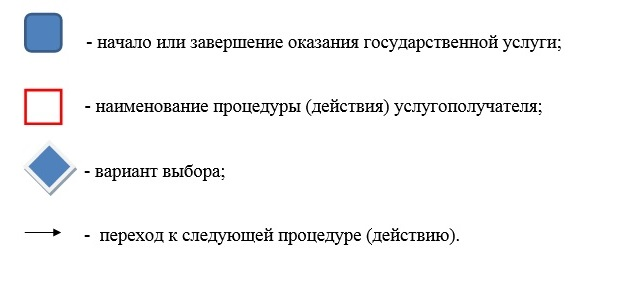 - начало или завершение оказания государственной услуги;
- наименование процедуры (действия) услугополучателя;
- вариант выбора;
- переход к следующей процедуре (действию).